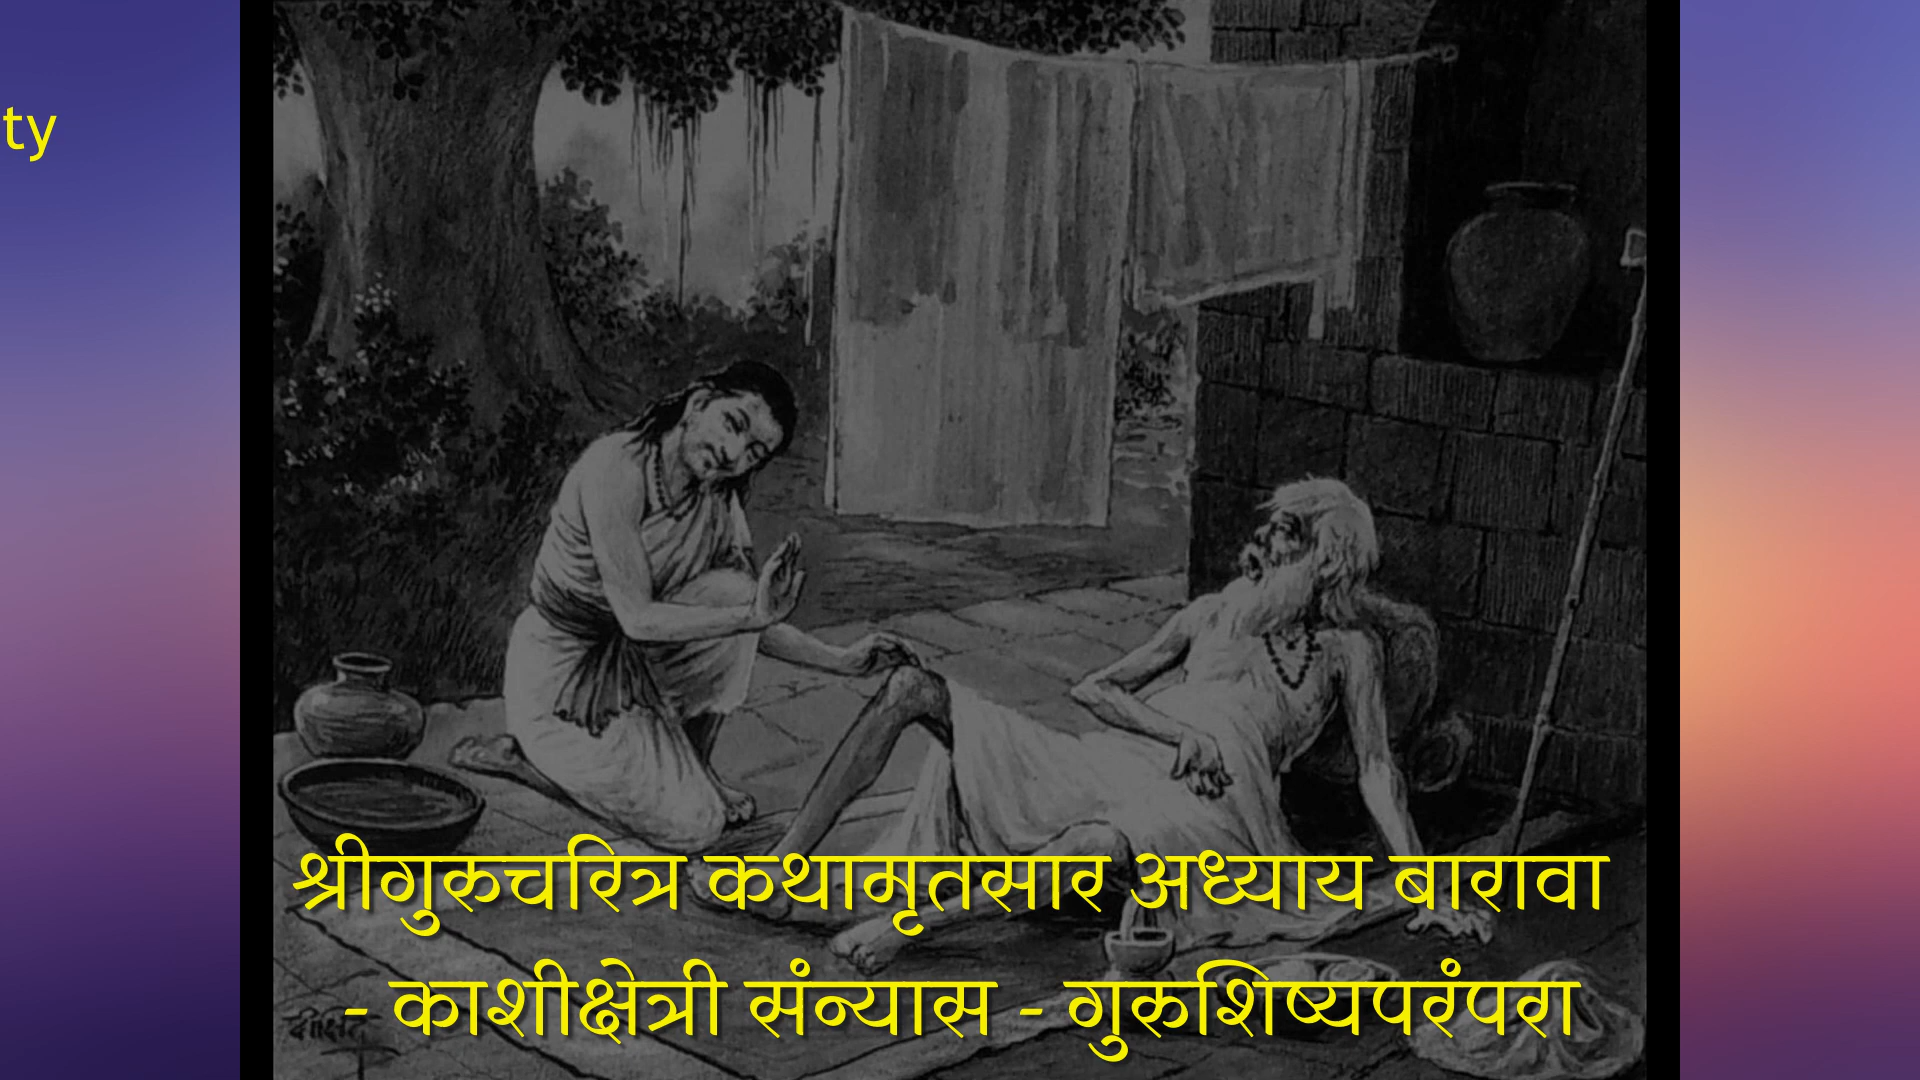 ty
श्रीगुरुचरित्र कथामृतसार अध्याय बारावा
- काशीक्षेत्री संन्यास - गुरुशिष्यपरंपरा